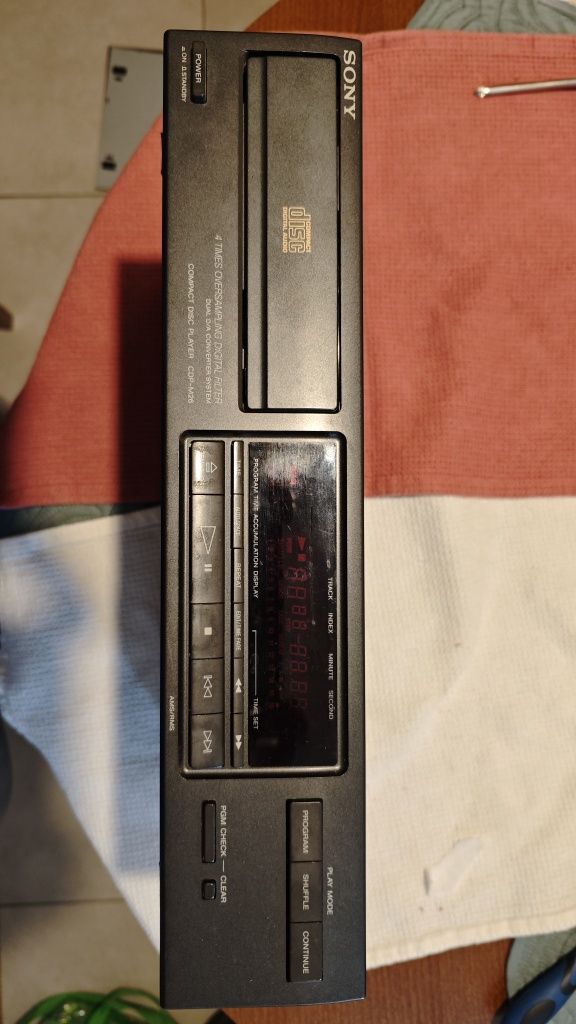 SONY
COMPACT
disc
DIGITAL AUDIO
POWER
ON STANDBY
4 TIMES OVERSAMPLING DIGITAL FILTER
DUAL D/A CONVERTER SYSTEM
COMPACT DISC PLAYER CDP-M26
TRACK INDEX MINUTE SECOND
PROGRAM TIME ACCUMULATION DISPLAY
TIME SET
REPEAT
AMS/RMS
PLAY MODE
PROGRAM SHUFFLE CONTINUE
PGM CHECK CLEAR